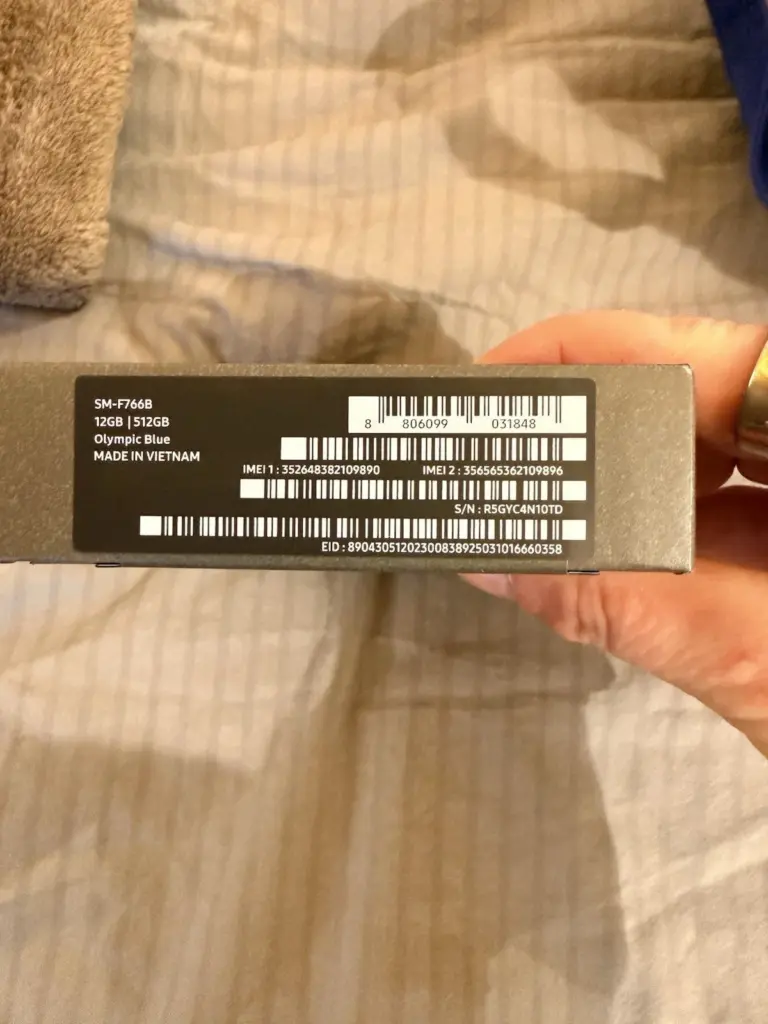 SM-F766B
12GB | 512GB
Olympic Blue
MADE IN VIETNAM
8 806099 031848
IMEI 1 : 352648382109890 IMEI 2 : 356565362109896
S/N : R5GYC4N10TD
EID : 89043051202300838925031016660358